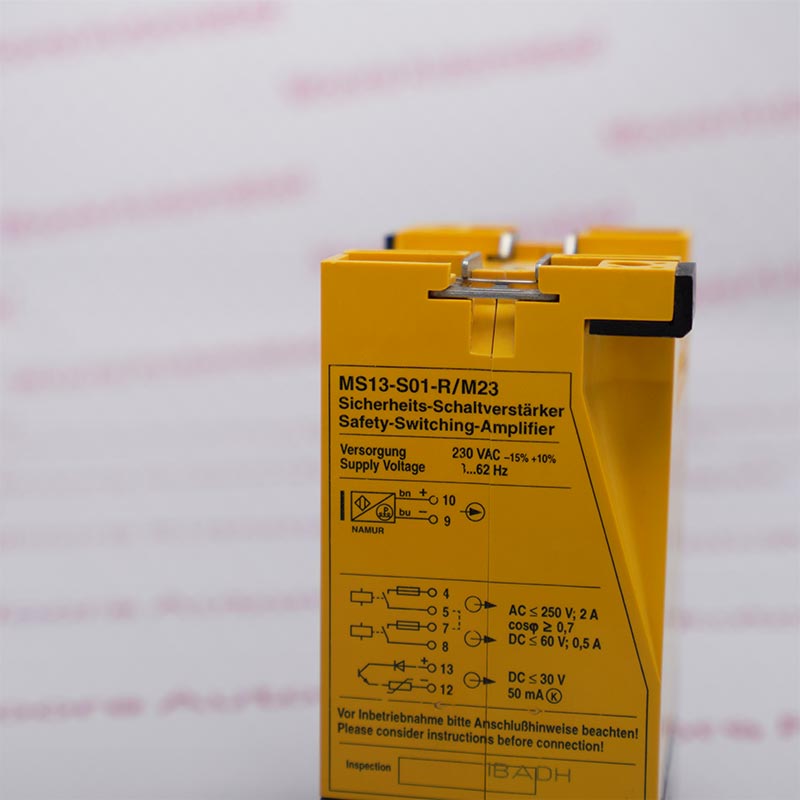 MS13-S01-R/M23
Sicherheits-Schaltverstärker
Safety-Switching-Amplifier
Versorgung 230 VAC -15% +10%
Supply Voltage ...62 Hz
bn + 10
bu - 9
NAMUR
4
5
7
8
AC ≤ 250 V; 2 A
cosφ ≥ 0,7
DC ≤ 60 V; 0,5 A
+ 13
- 12
DC ≤ 30 V
50 mA K
Vor Inbetriebnahme bitte Anschlußhinweise beachten!
Please consider instructions before connection!
Inspection IBADH